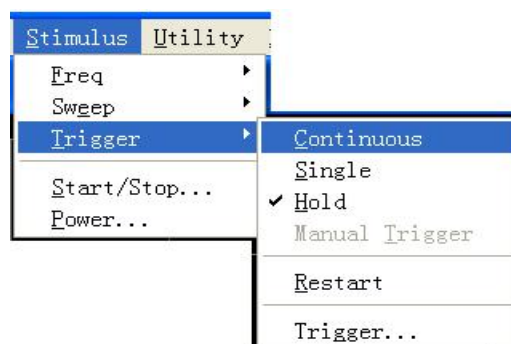 Stimulus Utility
Freq
Sweep
Trigger
Start/Stop...
Power...
Continuous
Single
Hold
Manual Trigger
Restart
Trigger...